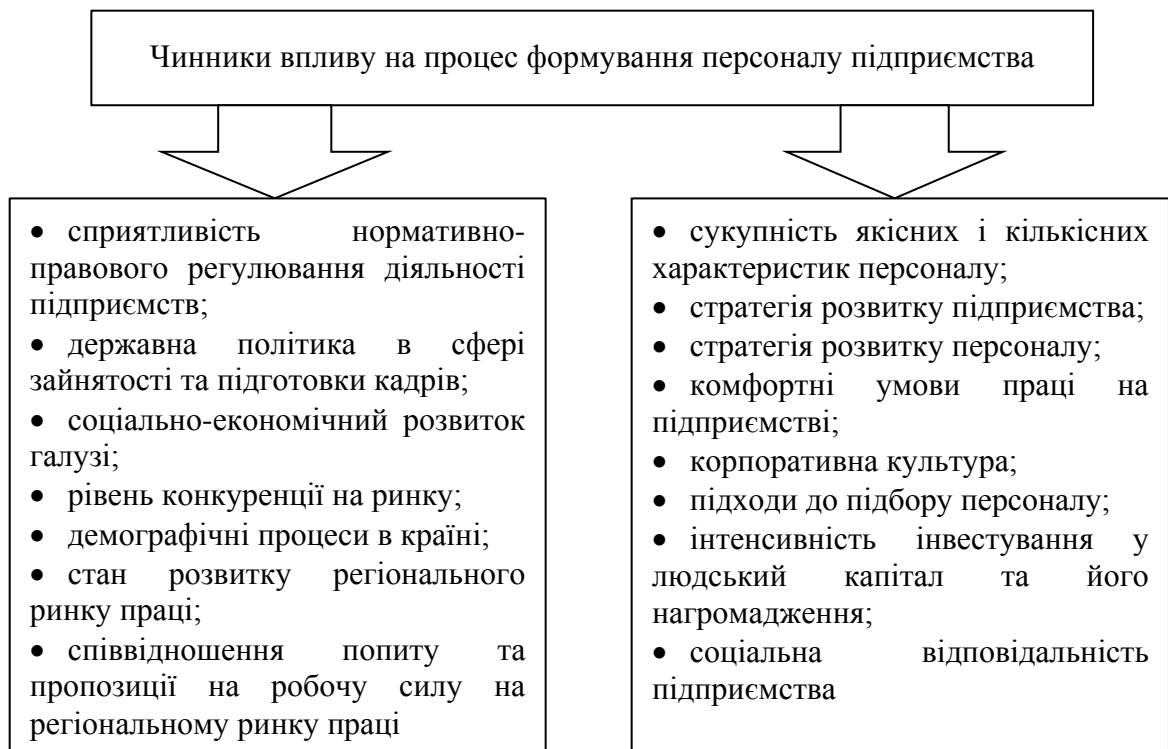 Чинники впливу на процес формування персоналу підприємства
• сприятливість нормативно-
правового регулювання діяльності
підприємств;
• державна політика в сфері
зайнятості та підготовки кадрів;
• соціально-економічний розвиток
галузі;
• рівень конкуренції на ринку;
• демографічні процеси в країні;
• стан розвитку регіонального
ринку праці;
• співвідношення попиту та
пропозиції на робочу силу на
регіональному ринку праці
• сукупність якісних і кількісних
характеристик персоналу;
• стратегія розвитку підприємства;
• стратегія розвитку персоналу;
• комфортні умови праці на
підприємстві;
• корпоративна культура;
• підходи до підбору персоналу;
• інтенсивність інвестування у
людський капітал та його
нагромадження;
• соціальна відповідальність
підприємства